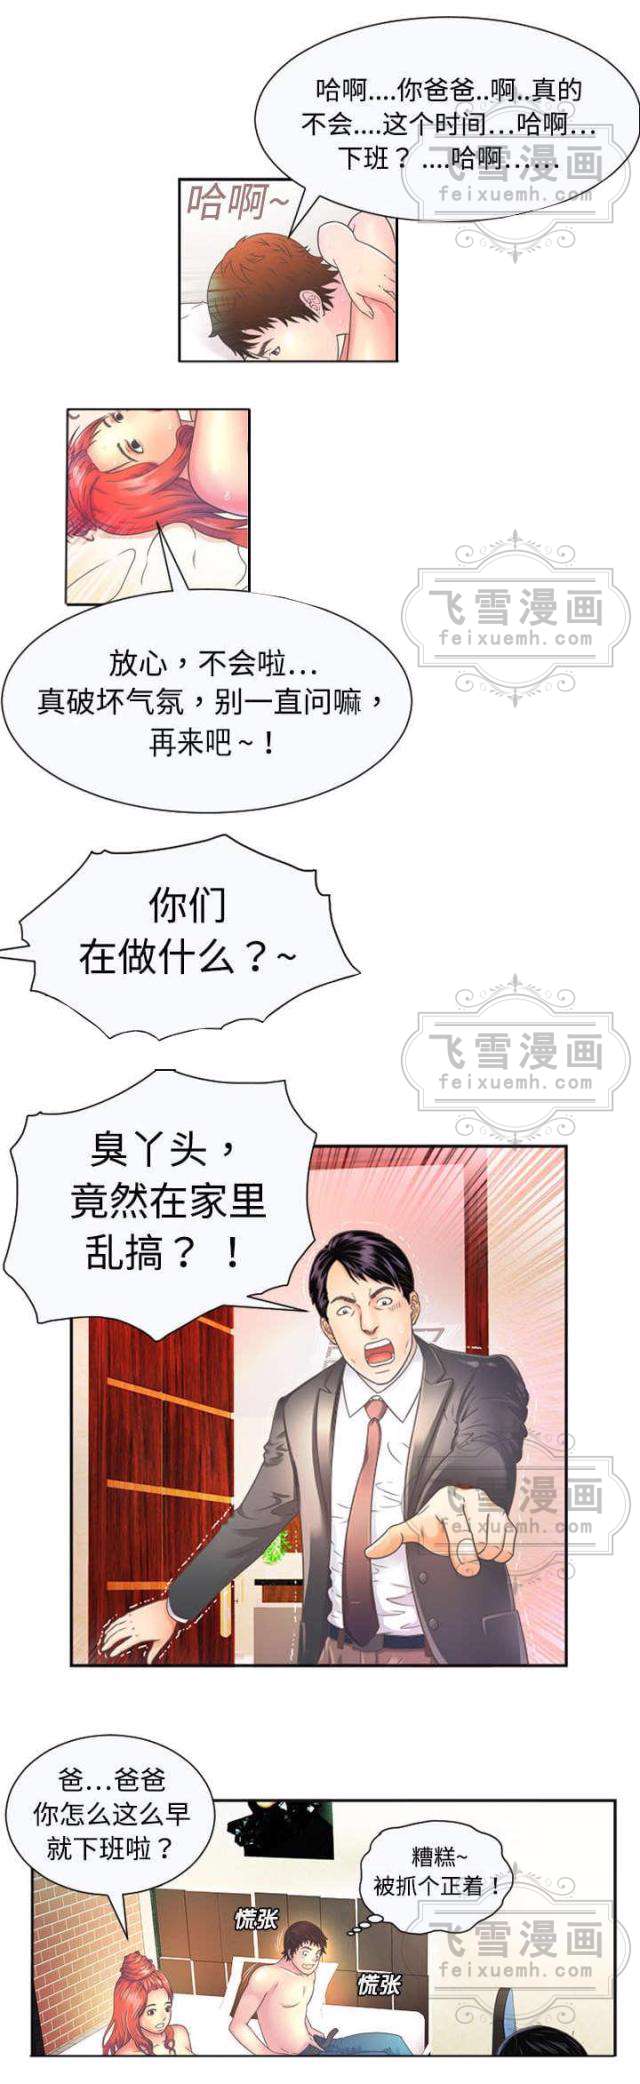 哈啊....你爸爸..啊..真的
不会....这个时间...哈啊...
下班？ ....哈啊......
飞雪漫画
feixuemh.com
哈啊~
飞雪漫画
feixuemh.com
放心，不会啦...
真破坏气氛，别一直问嘛，
再来吧~！
你们
在做什么？~
飞雪漫画
feixuemh.com
臭丫头，
竟然在家里
乱搞？！
飞雪漫画
feixuemh.com
爸...爸爸
你怎么这么早
就下班啦？
糟糕~
被抓个正着！
慌张
慌张
飞雪漫画
feixuemh.com